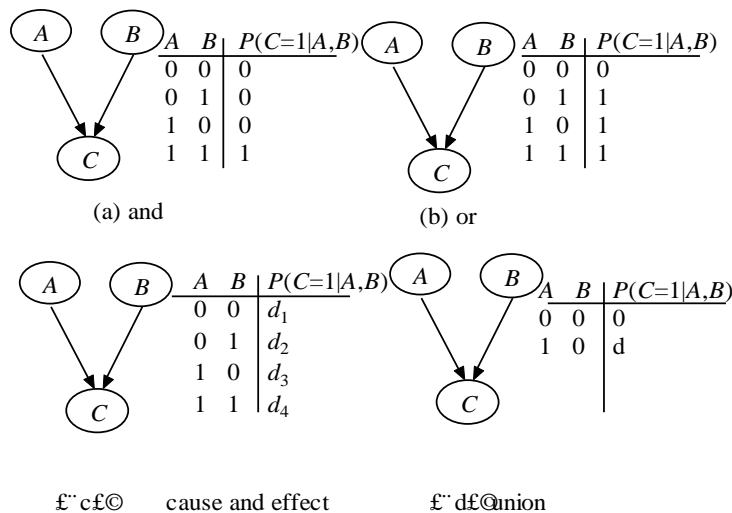 A B A B P(C=1|A,B)
0 0 0
0 1 0
1 0 0
1 1 1
C
(a) and
A B A B P(C=1|A,B)
0 0 0
0 1 1
1 0 1
1 1 1
C
(b) or
A B A B P(C=1|A,B)
0 0 d₁
0 1 d₂
1 0 d₃
1 1 d₄
C
£¨c£© cause and effect
A B A B P(C=1|A,B)
0 0 0
1 0 d
C
£¨d£©union